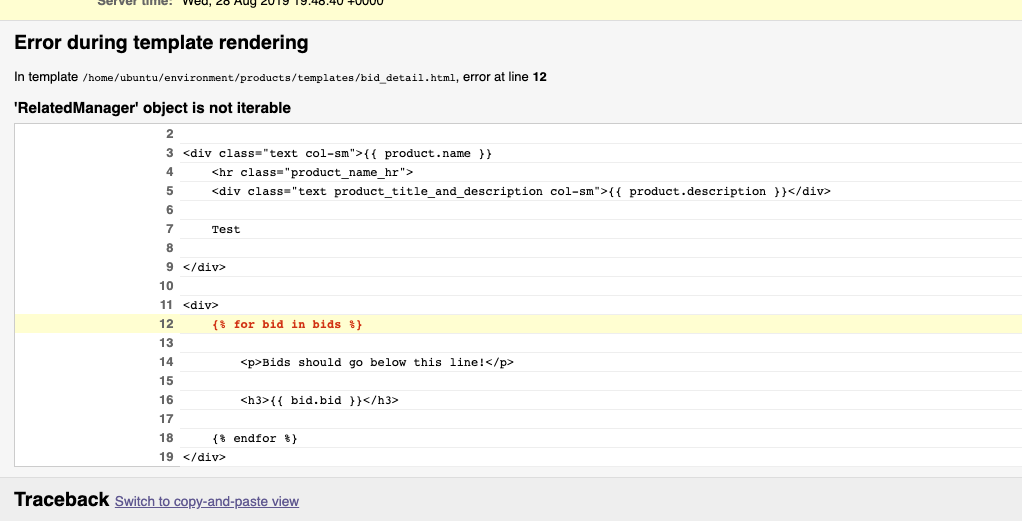 Server time: Wed, 28 Aug 2019 19:48:40 +0000
Error during template rendering
In template /home/ubuntu/environment/products/templates/bid_detail.html, error at line 12
'RelatedManager' object is not iterable
2
3 <div class="text col-sm">{{ product.name }}
4 <hr class="product_name_hr">
5 <div class="text product_title_and_description col-sm">{{ product.description }}</div>
6
7 Test
8
9 </div>
10
11 <div>
12 {% for bid in bids %}
13
14 <p>Bids should go below this line!</p>
15
16 <h3>{{ bid.bid }}</h3>
17
18 {% endfor %}
19 </div>
Traceback Switch to copy-and-paste view